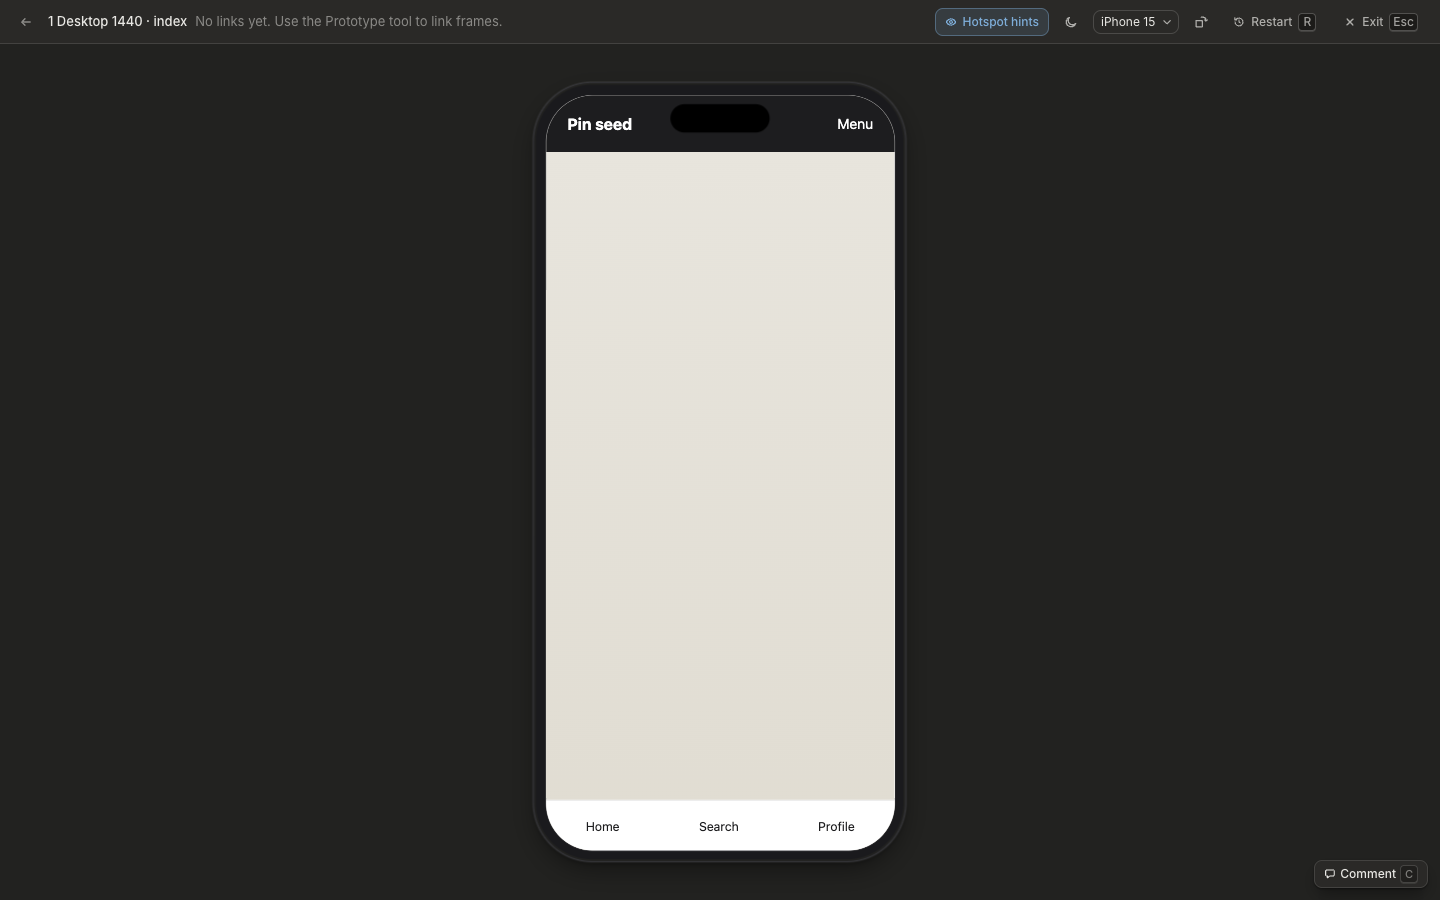 1 Desktop 1440 · index No links yet. Use the Prototype tool to link frames. Hotspot hints iPhone 15 Restart R Exit Esc
Pin seed Menu
Home Search Profile
Comment C